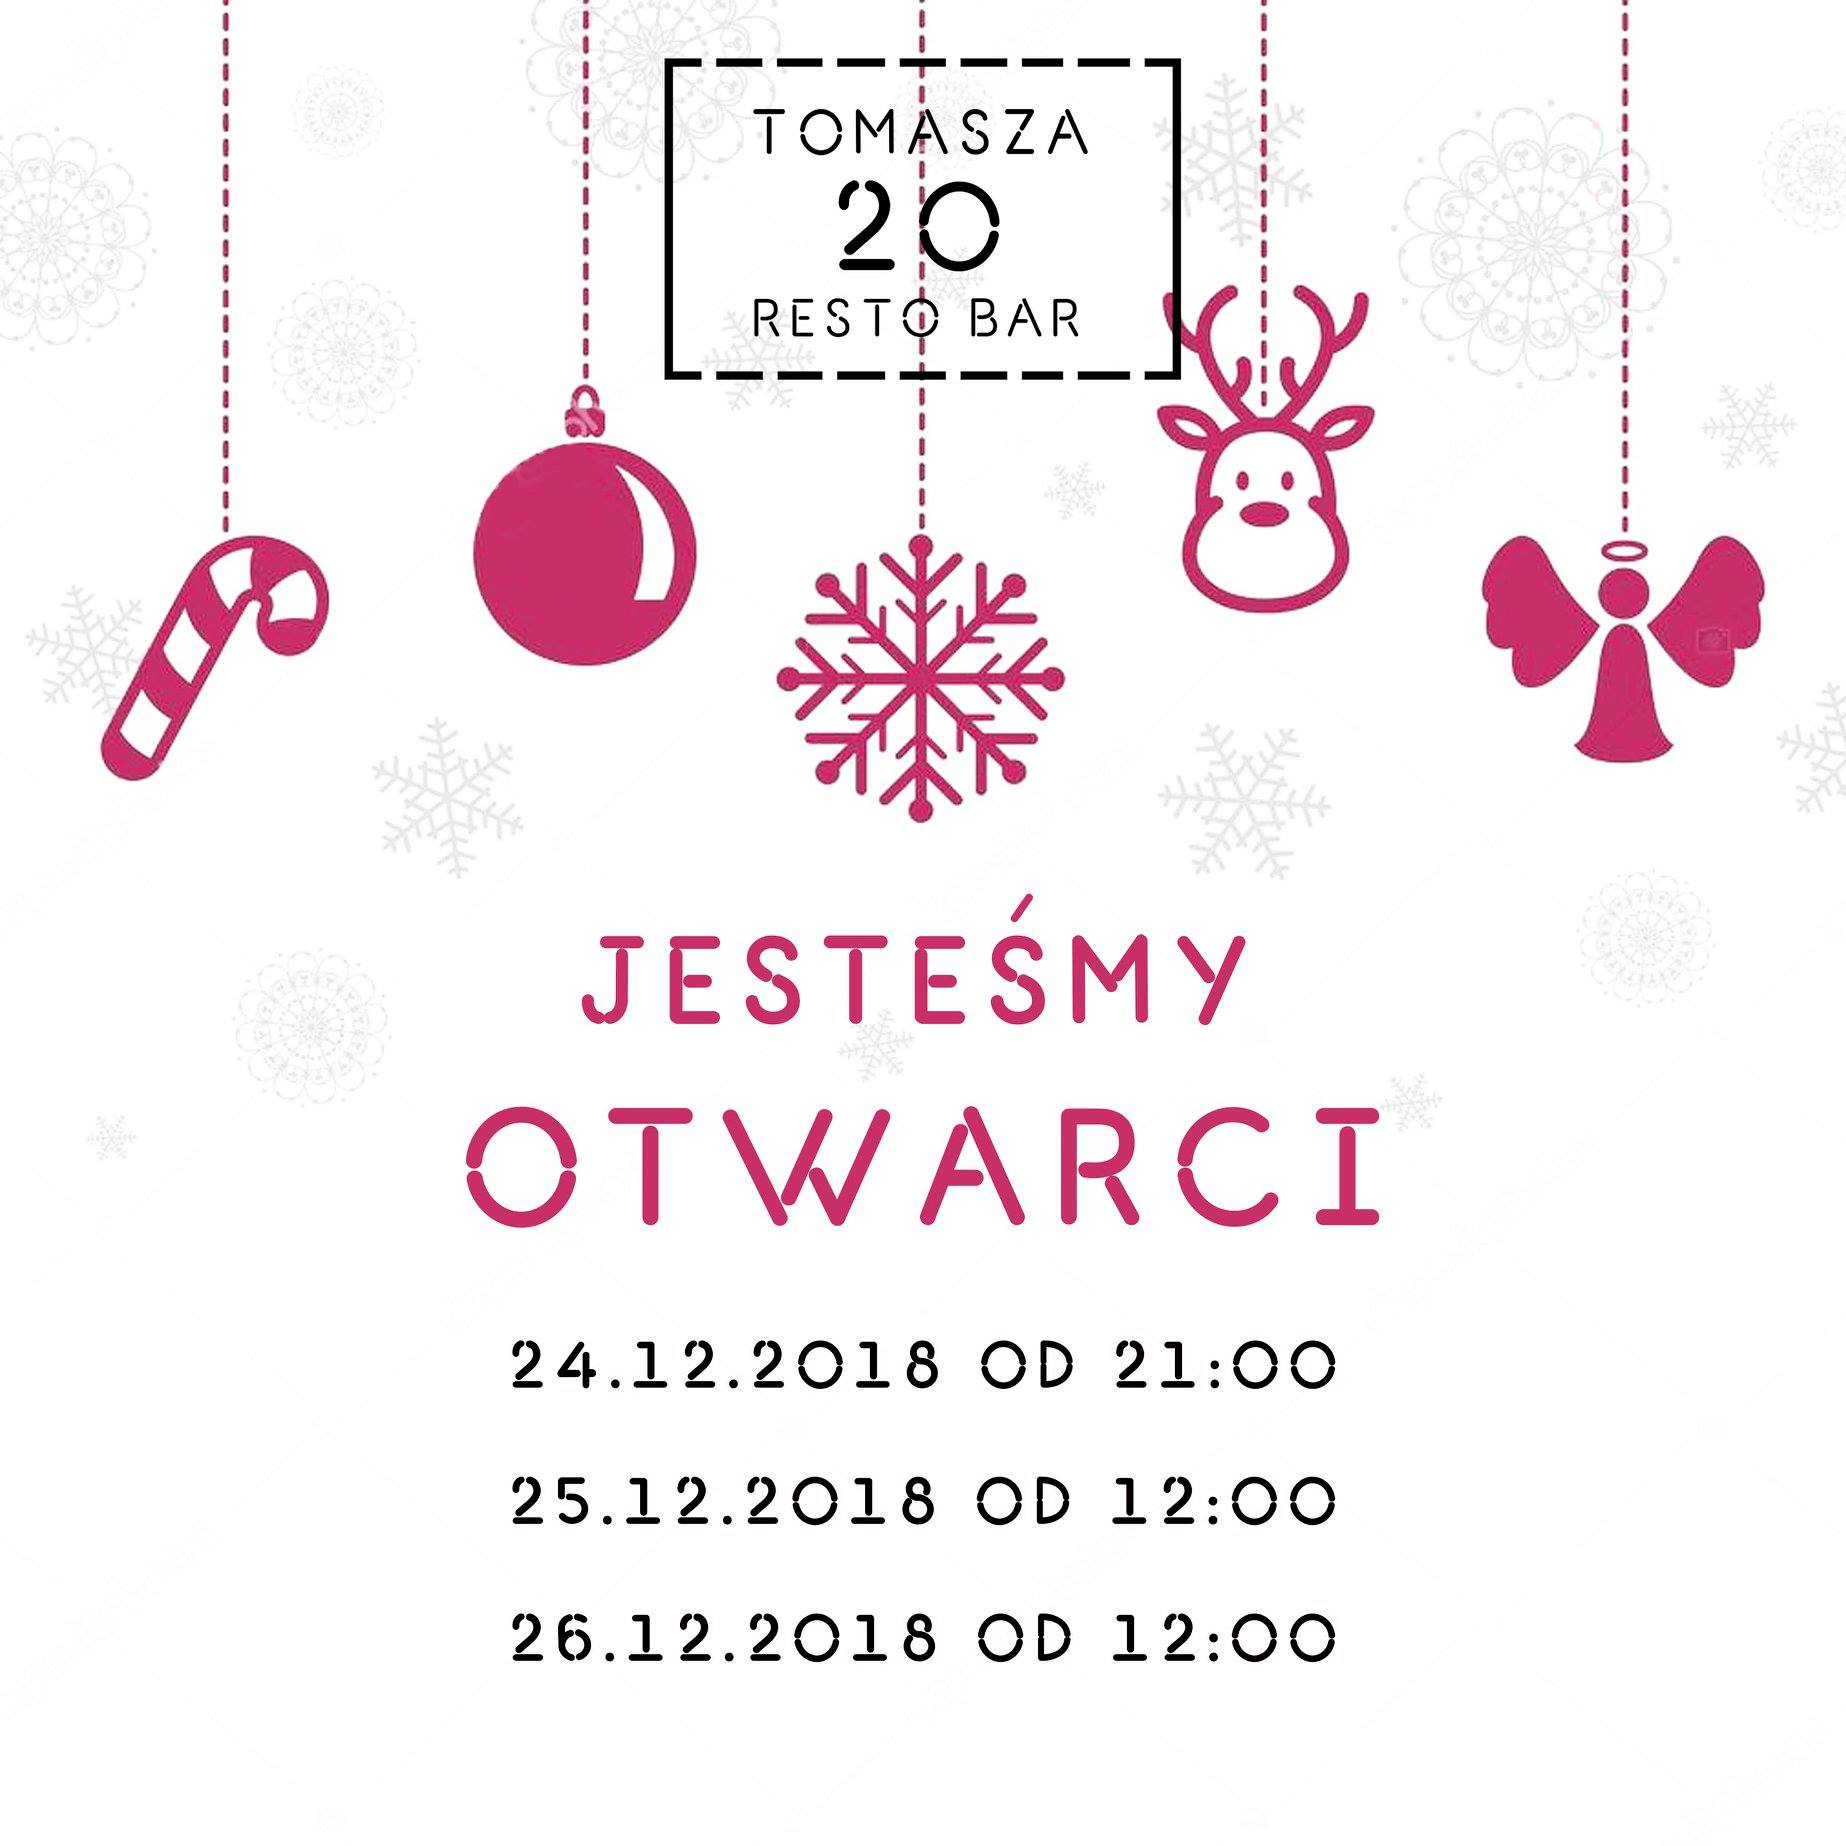 TOMASZA
20
RESTO BAR
JESTEŚMY
OTWARCI
24.12.2018 OD 21:00
25.12.2018 OD 12:00
26.12.2018 OD 12:00